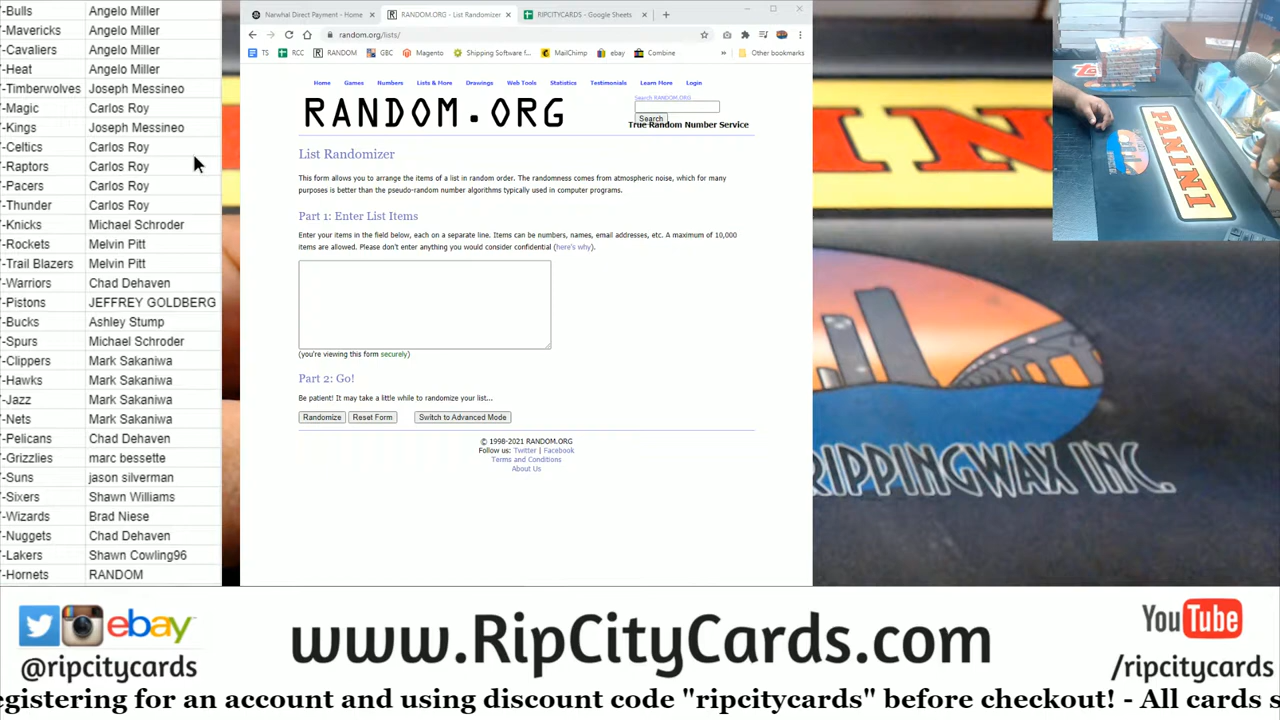 -Bulls Angelo Miller
-Mavericks Angelo Miller
-Cavaliers Angelo Miller
-Heat Angelo Miller
-Timberwolves Joseph Messineo
-Magic Carlos Roy
-Kings Joseph Messineo
-Celtics Carlos Roy
-Raptors Carlos Roy
-Pacers Carlos Roy
-Thunder Carlos Roy
-Knicks Michael Schroder
-Rockets Melvin Pitt
-Trail Blazers Melvin Pitt
-Warriors Chad Dehaven
-Pistons JEFFREY GOLDBERG
-Bucks Ashley Stump
-Spurs Michael Schroder
-Clippers Mark Sakaniwa
-Hawks Mark Sakaniwa
-Jazz Mark Sakaniwa
-Nets Mark Sakaniwa
-Pelicans Chad Dehaven
-Grizzlies marc bessette
-Suns jason silverman
-Sixers Shawn Williams
-Wizards Brad Niese
-Nuggets Chad Dehaven
-Lakers Shawn Cowling96
-Hornets RANDOM
Narwhal Direct Payment - Home
RANDOM.ORG - List Randomizer
RIPCITYCARDS - Google Sheets
random.org/lists/
TS RCC RANDOM GBC Magento Shipping Software f... MailChimp ebay Combine » Other bookmarks
Home Games Numbers Lists & More Drawings Web Tools Statistics Testimonials Learn More Login
RANDOM.ORG
Search RANDOM.ORG
Search
True Random Number Service
List Randomizer
This form allows you to arrange the items of a list in random order. The randomness comes from atmospheric noise, which for many
purposes is better than the pseudo-random number algorithms typically used in computer programs.
Part 1: Enter List Items
Enter your items in the field below, each on a separate line. Items can be numbers, names, email addresses, etc. A maximum of 10,000
items are allowed. Please don't enter anything you would consider confidential (here's why).
(you're viewing this form securely)
Part 2: Go!
Be patient! It may take a little while to randomize your list...
Randomize Reset Form Switch to Advanced Mode
© 1998-2021 RANDOM.ORG
Follow us: Twitter | Facebook
Terms and Conditions
About Us
PANINI
RIPPINGWAX INC.
ebay
@ripcitycards
www.RipCityCards.com
YouTube
/ripcitycards
egistering for an account and using discount code "ripcitycards" before checkout! - All cards s